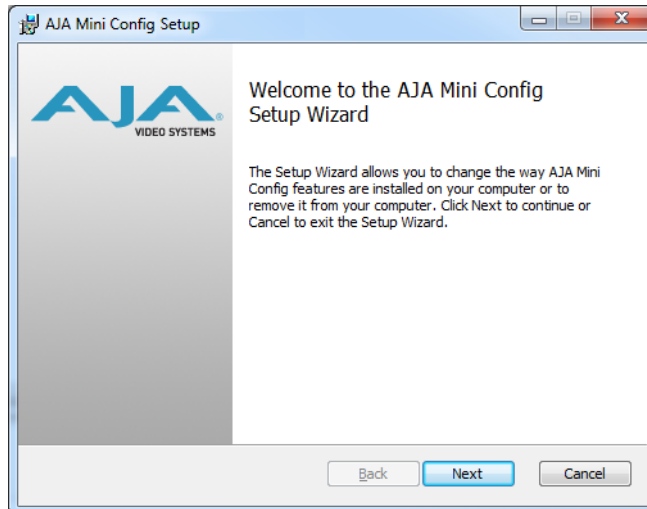 AJA Mini Config Setup
AJA®
VIDEO SYSTEMS
Welcome to the AJA Mini Config
Setup Wizard
The Setup Wizard allows you to change the way AJA Mini
Config features are installed on your computer or to
remove it from your computer. Click Next to continue or
Cancel to exit the Setup Wizard.
Back
Next
Cancel